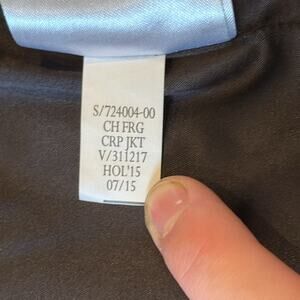 S/724004-00
CH FRG
CRP JKT
V/311217
HOL'15
07/15